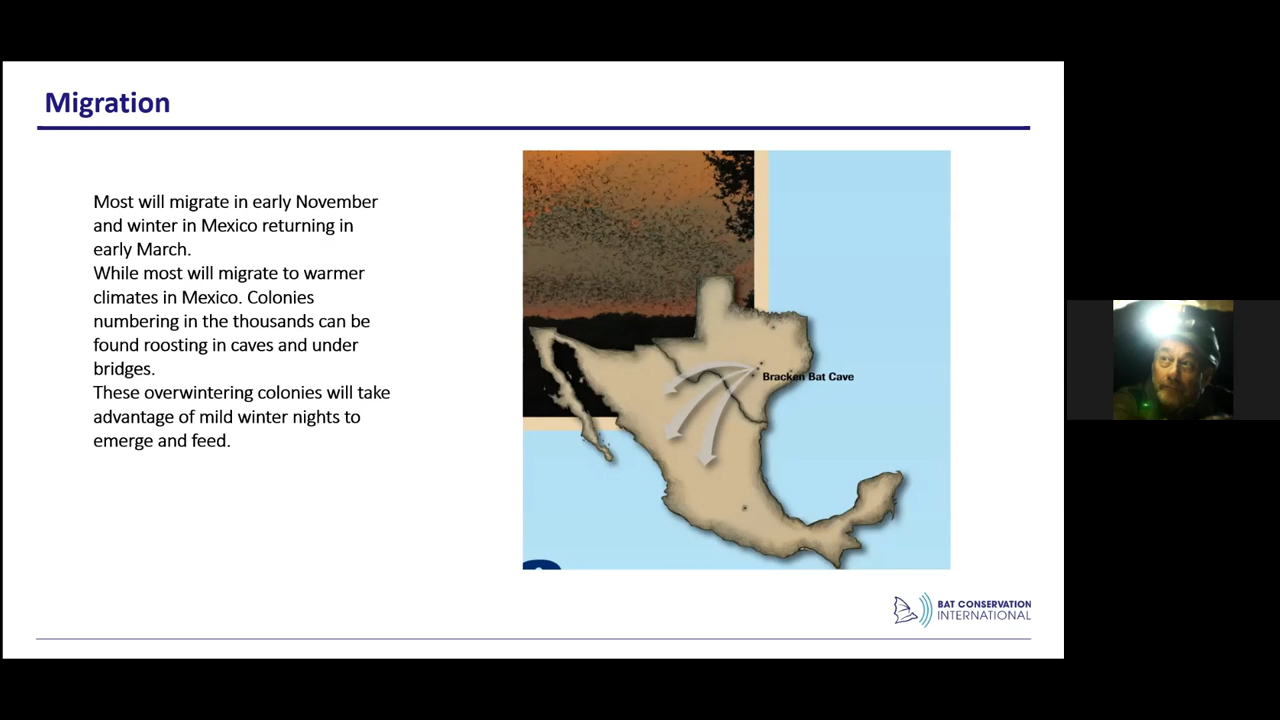 Migration
Most will migrate in early November
and winter in Mexico returning in
early March.
While most will migrate to warmer
climates in Mexico. Colonies
numbering in the thousands can be
found roosting in caves and under
bridges.
These overwintering colonies will take
advantage of mild winter nights to
emerge and feed.
Bracken Bat Cave
BAT CONSERVATION
INTERNATIONAL